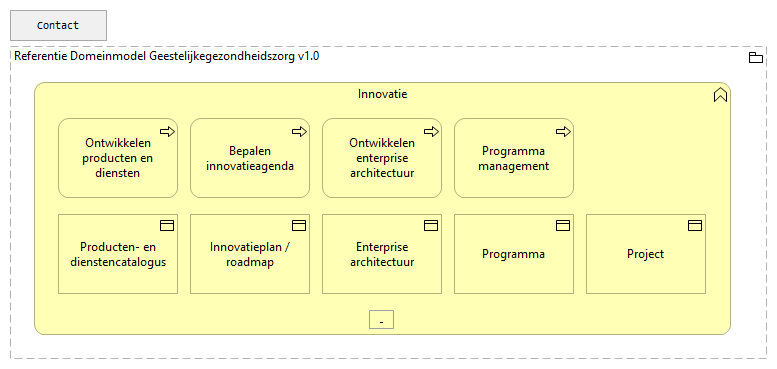 Contact
Referentie Domeinmodel Geestelijkegezondheidszorg v1.0
Innovatie
Ontwikkelen
producten en
diensten
Bepalen
innovatieagenda
Ontwikkelen
enterprise
architectuur
Programma
management
Producten- en
dienstencatalogus
Innovatieplan /
roadmap
Enterprise
architectuur
Programma
Project
-